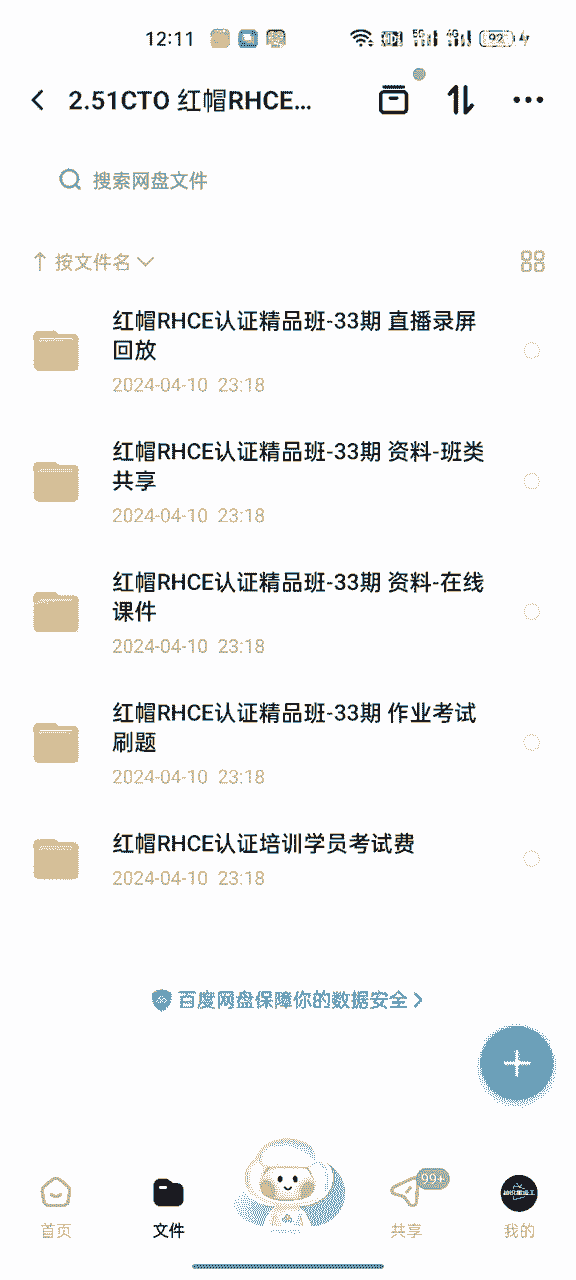 12:11
5G 4G 92
2.51CTO 红帽RHCE...
搜索网盘文件
按文件名
红帽RHCE认证精品班-33期 直播录屏
回放
2024-04-10 23:18
红帽RHCE认证精品班-33期 资料-班类
共享
2024-04-10 23:18
红帽RHCE认证精品班-33期 资料-在线
课件
2024-04-10 23:18
红帽RHCE认证精品班-33期 作业考试
刷题
2024-04-10 23:18
红帽RHCE认证培训学员考试费
2024-04-10 23:18
百度网盘保障你的数据安全
99+
首页
文件
共享
我的